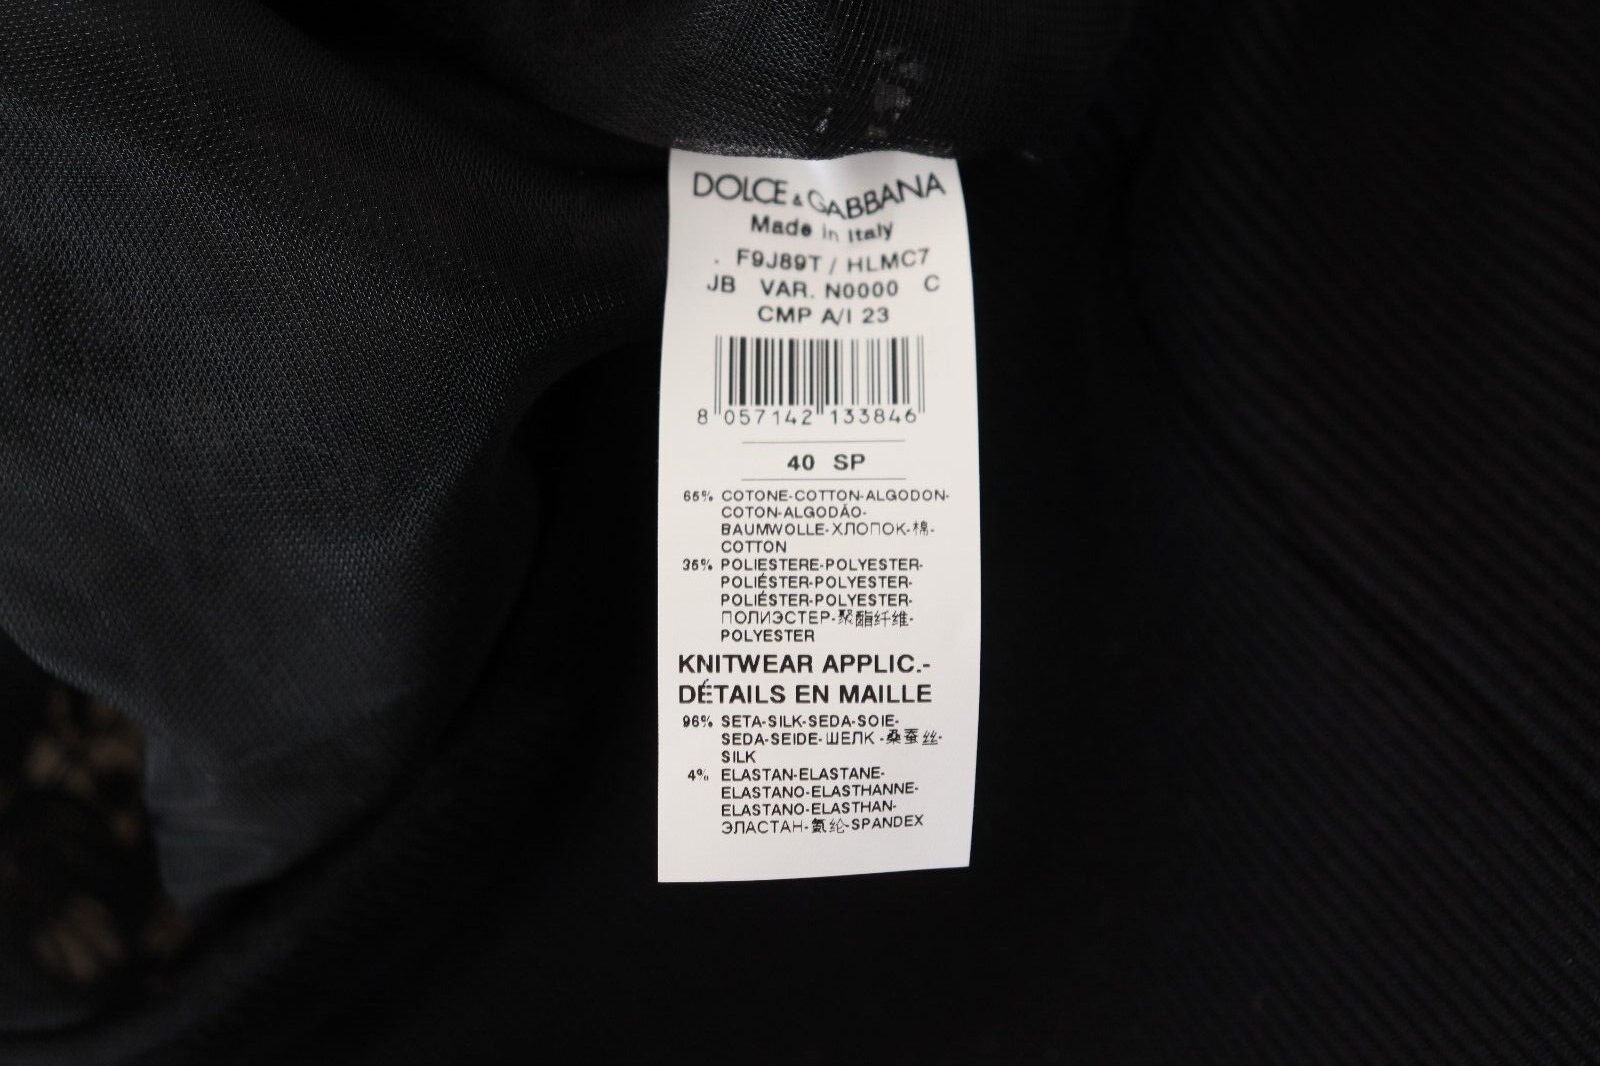 DOLCE & GABBANA
Made in Italy
. F9J89T / HLMC7
JB VAR. N0000 C
CMP A/I 23
8 057142 133846
40 SP
65% COTONE-COTTON-ALGODON-
COTON-ALGODÃO-
BAUMWOLLE-ХЛОПОК-棉-
COTTON
35% POLIESTERE-POLYESTER-
POLIÉSTER-POLYESTER-
POLIÉSTER-POLYESTER-
ПОЛИЭСТЕР-聚酯纤维-
POLYESTER
KNITWEAR APPLIC.-
DÉTAILS EN MAILLE
96% SETA-SILK-SEDA-SOIE-
SEDA-SEIDE-ШЕЛК -桑蚕丝-
SILK
4% ELASTAN-ELASTANE-
ELASTANO-ELASTHANNE-
ELASTANO-ELASTHAN-
ЭЛАСТАН-氨纶-SPANDEX